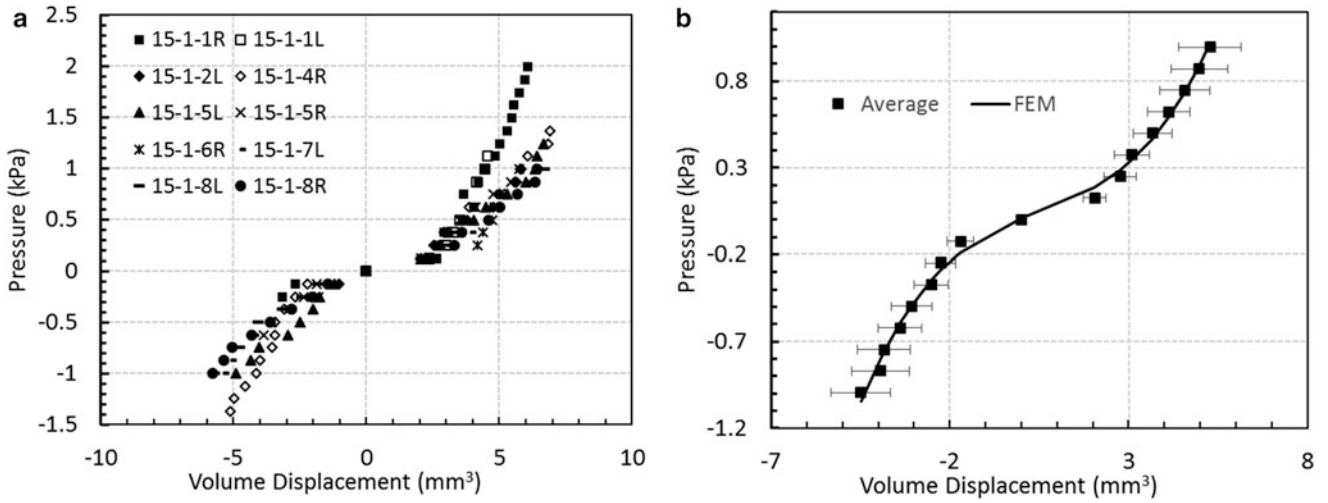 a
2.5
2
1.5
1
0.5
0
-0.5
-1
-1.5
Pressure (kPa)
15-1-1R 15-1-1L
15-1-2L 15-1-4R
15-1-5L 15-1-5R
15-1-6R 15-1-7L
15-1-8L 15-1-8R
-10 -5 0 5 10
Volume Displacement (mm³)
b
0.8
0.3
-0.2
-0.7
-1.2
Pressure (kPa)
Average FEM
-7 -2 3 8
Volume Displacement (mm³)